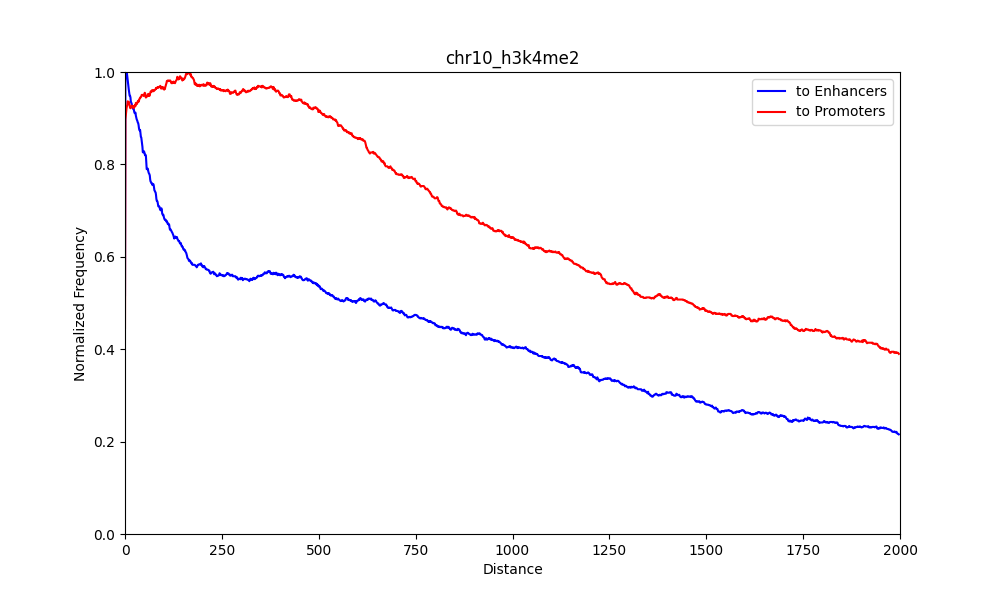 chr10_h3k4me2
1.0
0.8
0.6
0.4
0.2
0.0
Normalized Frequency
to Enhancers
to Promoters
0 250 500 750 1000 1250 1500 1750 2000
Distance